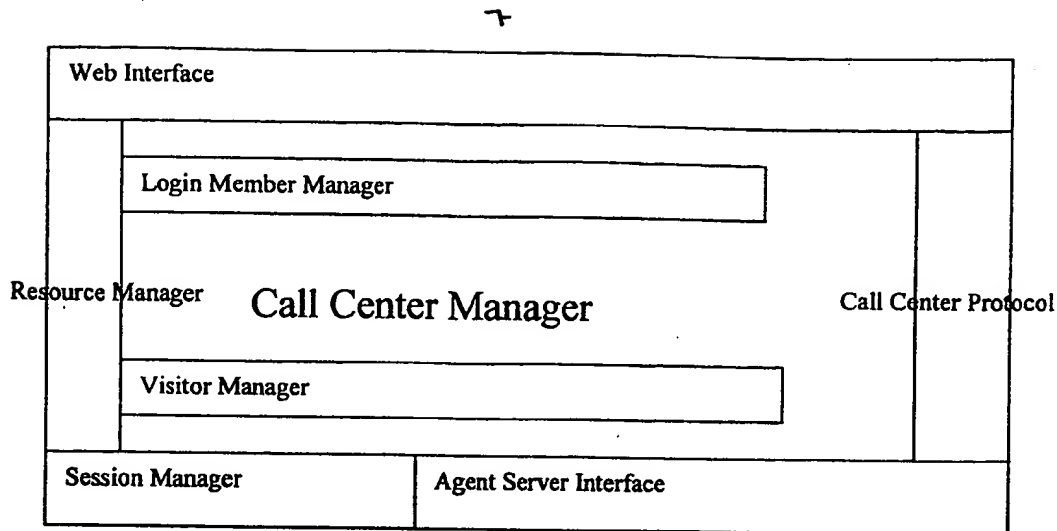 7
Web Interface
Login Member Manager
Resource Manager
Call Center Manager
Call Center Protocol
Visitor Manager
Session Manager
Agent Server Interface